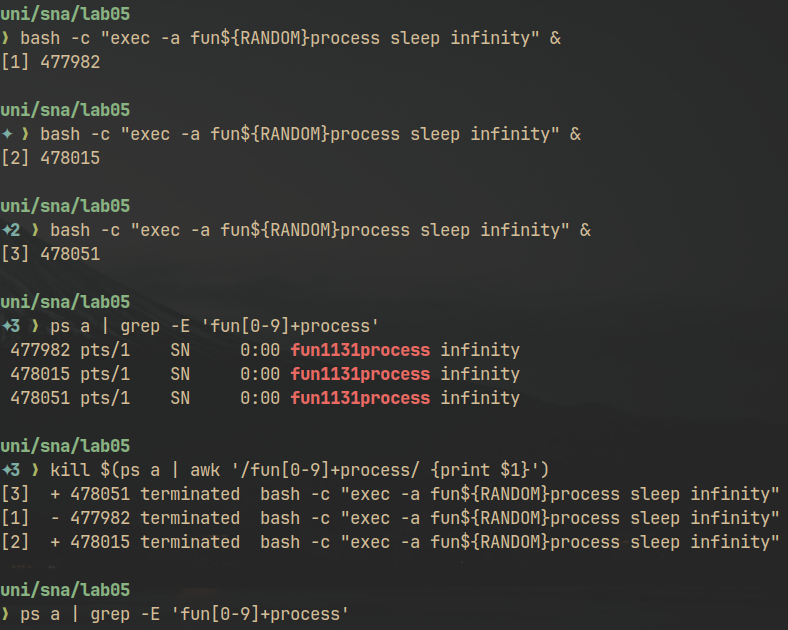 uni/sna/lab05
❯ bash -c "exec -a fun${RANDOM}process sleep infinity" &
[1] 477982
uni/sna/lab05
✦ ❯ bash -c "exec -a fun${RANDOM}process sleep infinity" &
[2] 478015
uni/sna/lab05
✦2 ❯ bash -c "exec -a fun${RANDOM}process sleep infinity" &
[3] 478051
uni/sna/lab05
✦3 ❯ ps a | grep -E 'fun[0-9]+process'
 477982 pts/1    SN     0:00 fun1131process infinity
 478015 pts/1    SN     0:00 fun1131process infinity
 478051 pts/1    SN     0:00 fun1131process infinity
uni/sna/lab05
✦3 ❯ kill $(ps a | awk '/fun[0-9]+process/ {print $1}')
[3]  + 478051 terminated  bash -c "exec -a fun${RANDOM}process sleep infinity"
[1]  - 477982 terminated  bash -c "exec -a fun${RANDOM}process sleep infinity"
[2]  + 478015 terminated  bash -c "exec -a fun${RANDOM}process sleep infinity"
uni/sna/lab05
❯ ps a | grep -E 'fun[0-9]+process'